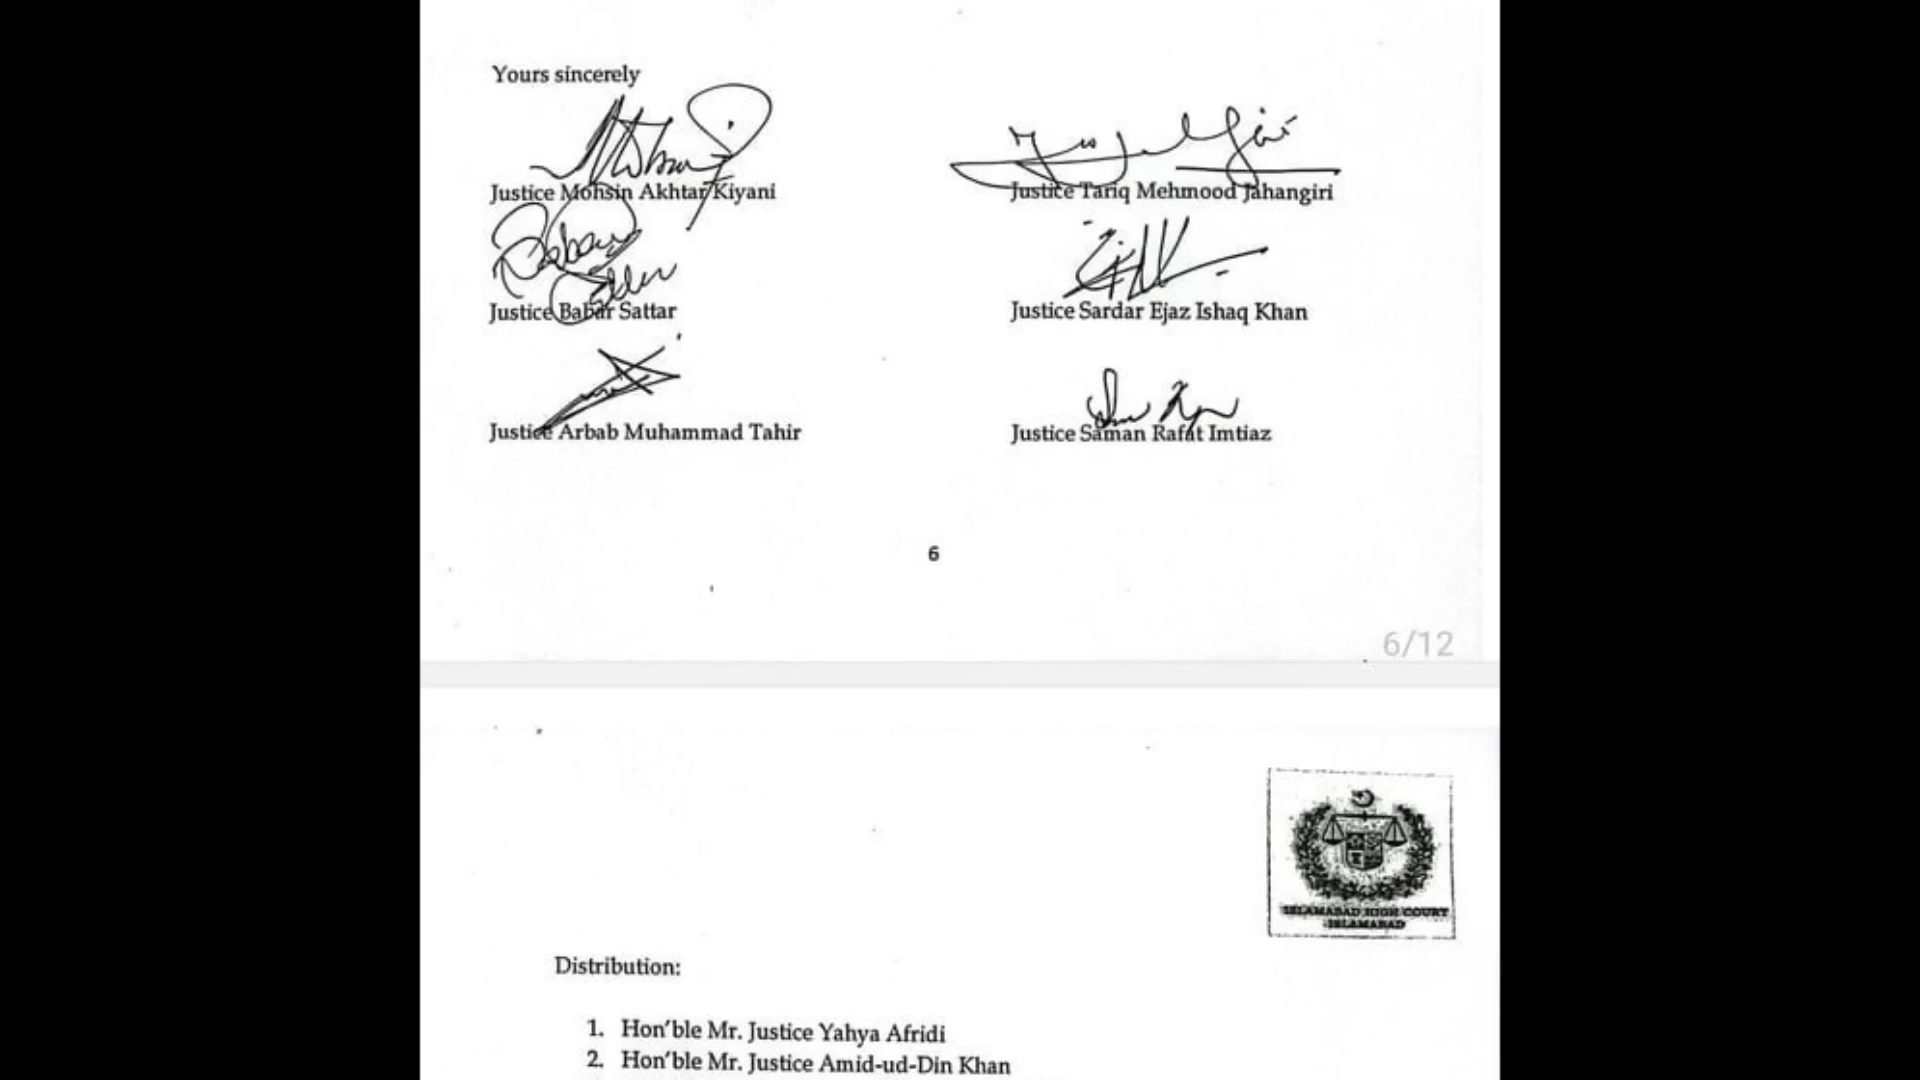 Yours sincerely
Justice Mohsin Akhtar Kiyani
Justice Tariq Mehmood Jahangiri
Justice Babar Sattar
Justice Sardar Ejaz Ishaq Khan
Justice Arbab Muhammad Tahir
Justice Saman Rafat Imtiaz
6
6/12
ISLAMABAD HIGH COURT
ISLAMABAD
Distribution:
1. Hon'ble Mr. Justice Yahya Afridi
2. Hon'ble Mr. Justice Amid-ud-Din Khan